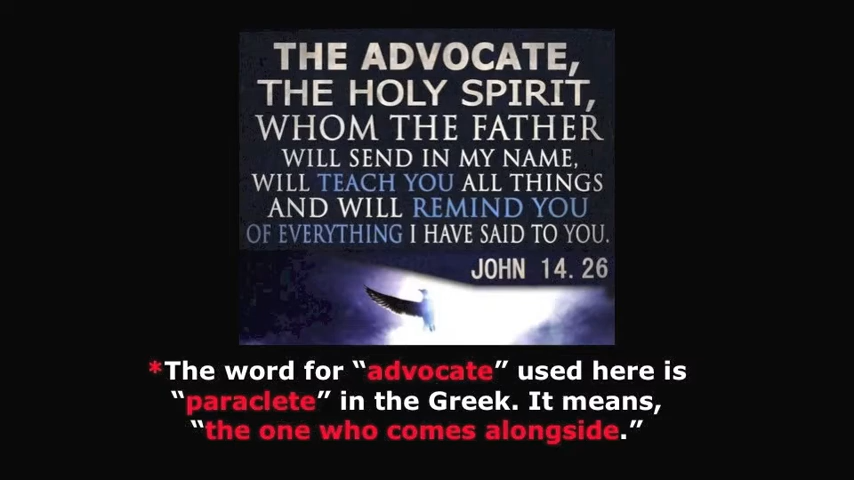 THE ADVOCATE,
THE HOLY SPIRIT,
WHOM THE FATHER
WILL SEND IN MY NAME,
WILL TEACH YOU ALL THINGS
AND WILL REMIND YOU
OF EVERYTHING I HAVE SAID TO YOU.
JOHN 14. 26
*The word for “advocate” used here is
“paraclete” in the Greek. It means,
“the one who comes alongside.”